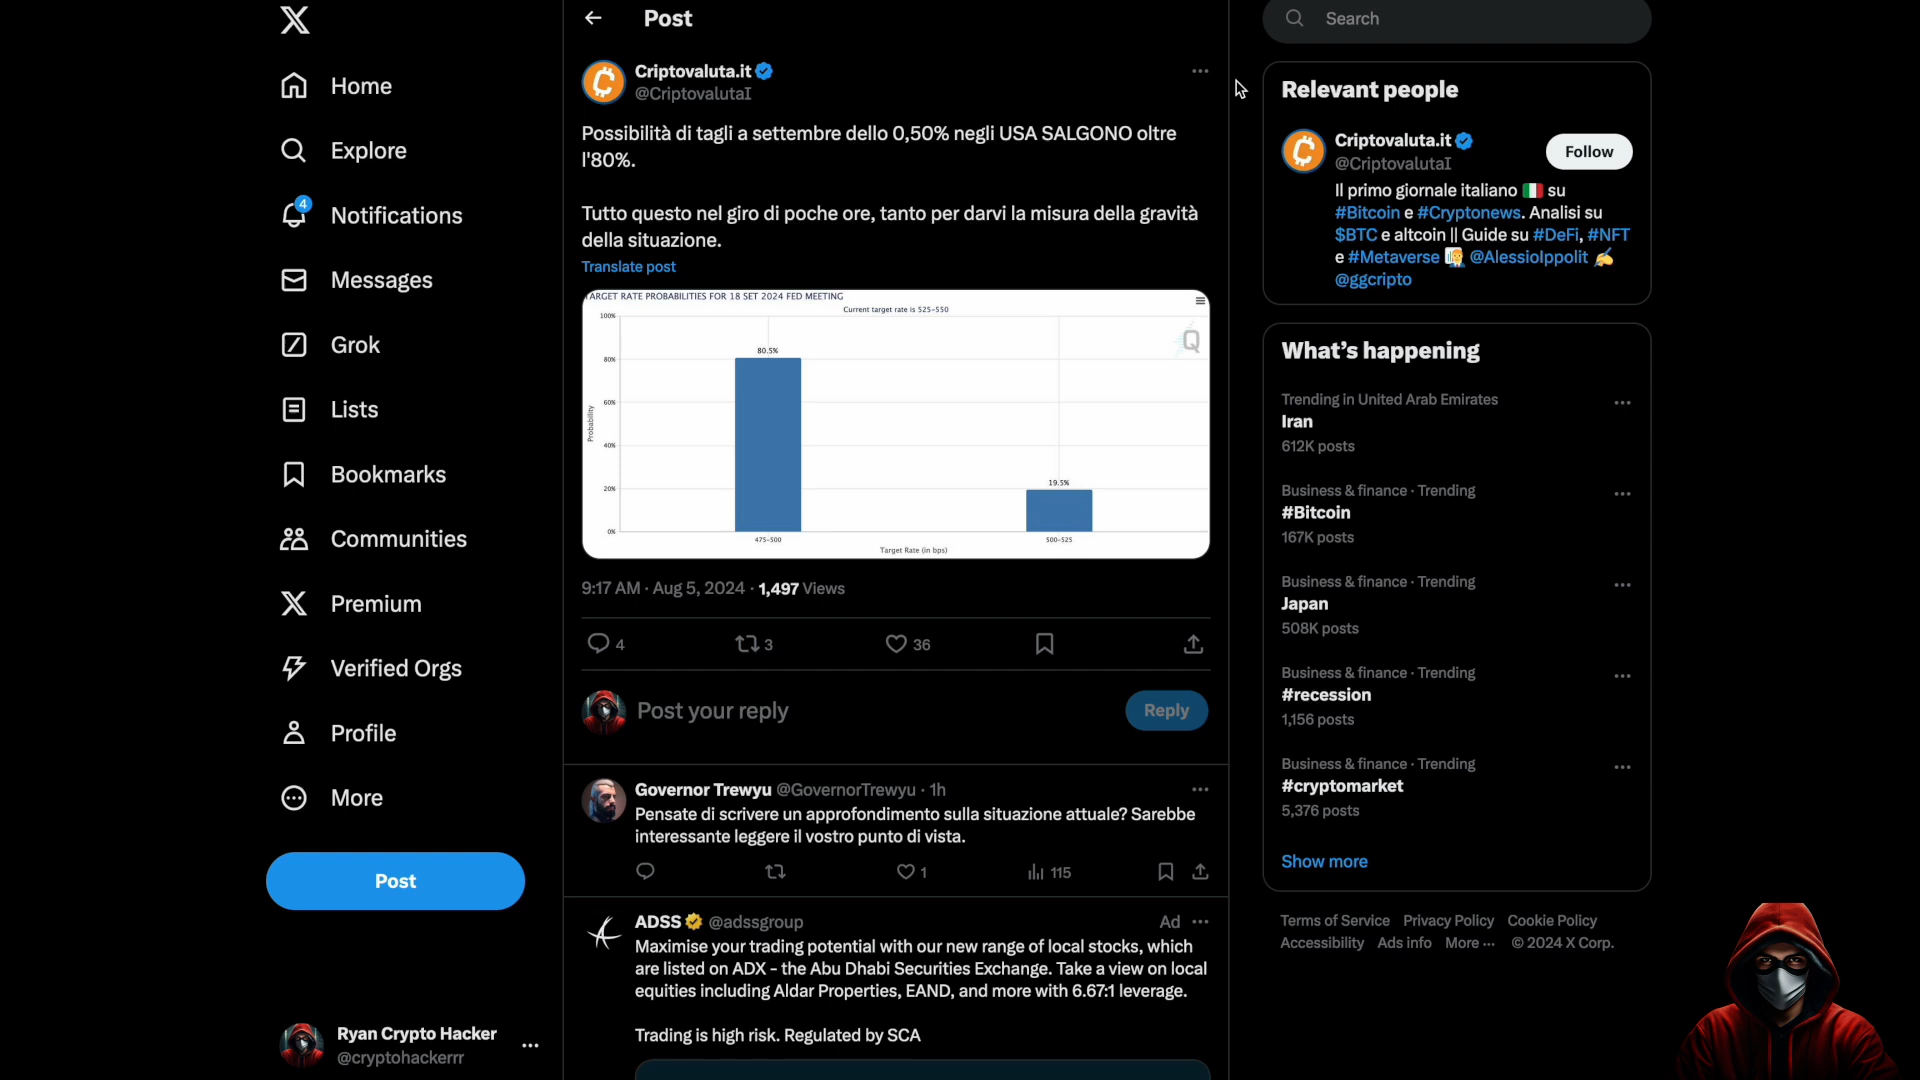 Home
Explore
4
Notifications
Messages
Grok
Lists
Bookmarks
Communities
Premium
Verified Orgs
Profile
More
Post
Ryan Crypto Hacker
@cryptohackerrr
Post
Criptovaluta.it
@CriptovalutaI
Possibilità di tagli a settembre dello 0,50% negli USA SALGONO oltre
l'80%.
Tutto questo nel giro di poche ore, tanto per darvi la misura della gravità
della situazione.
Translate post
TARGET RATE PROBABILITIES FOR 18 SET 2024 FED MEETING
Current target rate is 525-550
100%
80%
60%
40%
20%
0%
Probability
80.5%
19.5%
475-500
500-525
Target Rate (in bps)
Q
9:17 AM · Aug 5, 2024 · 1,497 Views
4
3
36
Post your reply
Reply
Governor Trewyu @GovernorTrewyu · 1h
Pensate di scrivere un approfondimento sulla situazione attuale? Sarebbe
interessante leggere il vostro punto di vista.
1
115
ADSS @adssgroup
Ad
Maximise your trading potential with our new range of local stocks, which
are listed on ADX - the Abu Dhabi Securities Exchange. Take a view on local
equities including Aldar Properties, EAND, and more with 6.67:1 leverage.
Trading is high risk. Regulated by SCA
Search
Relevant people
Criptovaluta.it
@CriptovalutaI
Follow
Il primo giornale italiano 🇮🇹 su
#Bitcoin e #Cryptonews. Analisi su
$BTC e altcoin || Guide su #DeFi, #NFT
e #Metaverse @AlessioIppolit ✍
@ggcripto
What's happening
Trending in United Arab Emirates
Iran
612K posts
Business & finance · Trending
#Bitcoin
167K posts
Business & finance · Trending
Japan
508K posts
Business & finance · Trending
#recession
1,156 posts
Business & finance · Trending
#cryptomarket
5,376 posts
Show more
Terms of Service Privacy Policy Cookie Policy
Accessibility Ads info More ··· © 2024 X Corp.